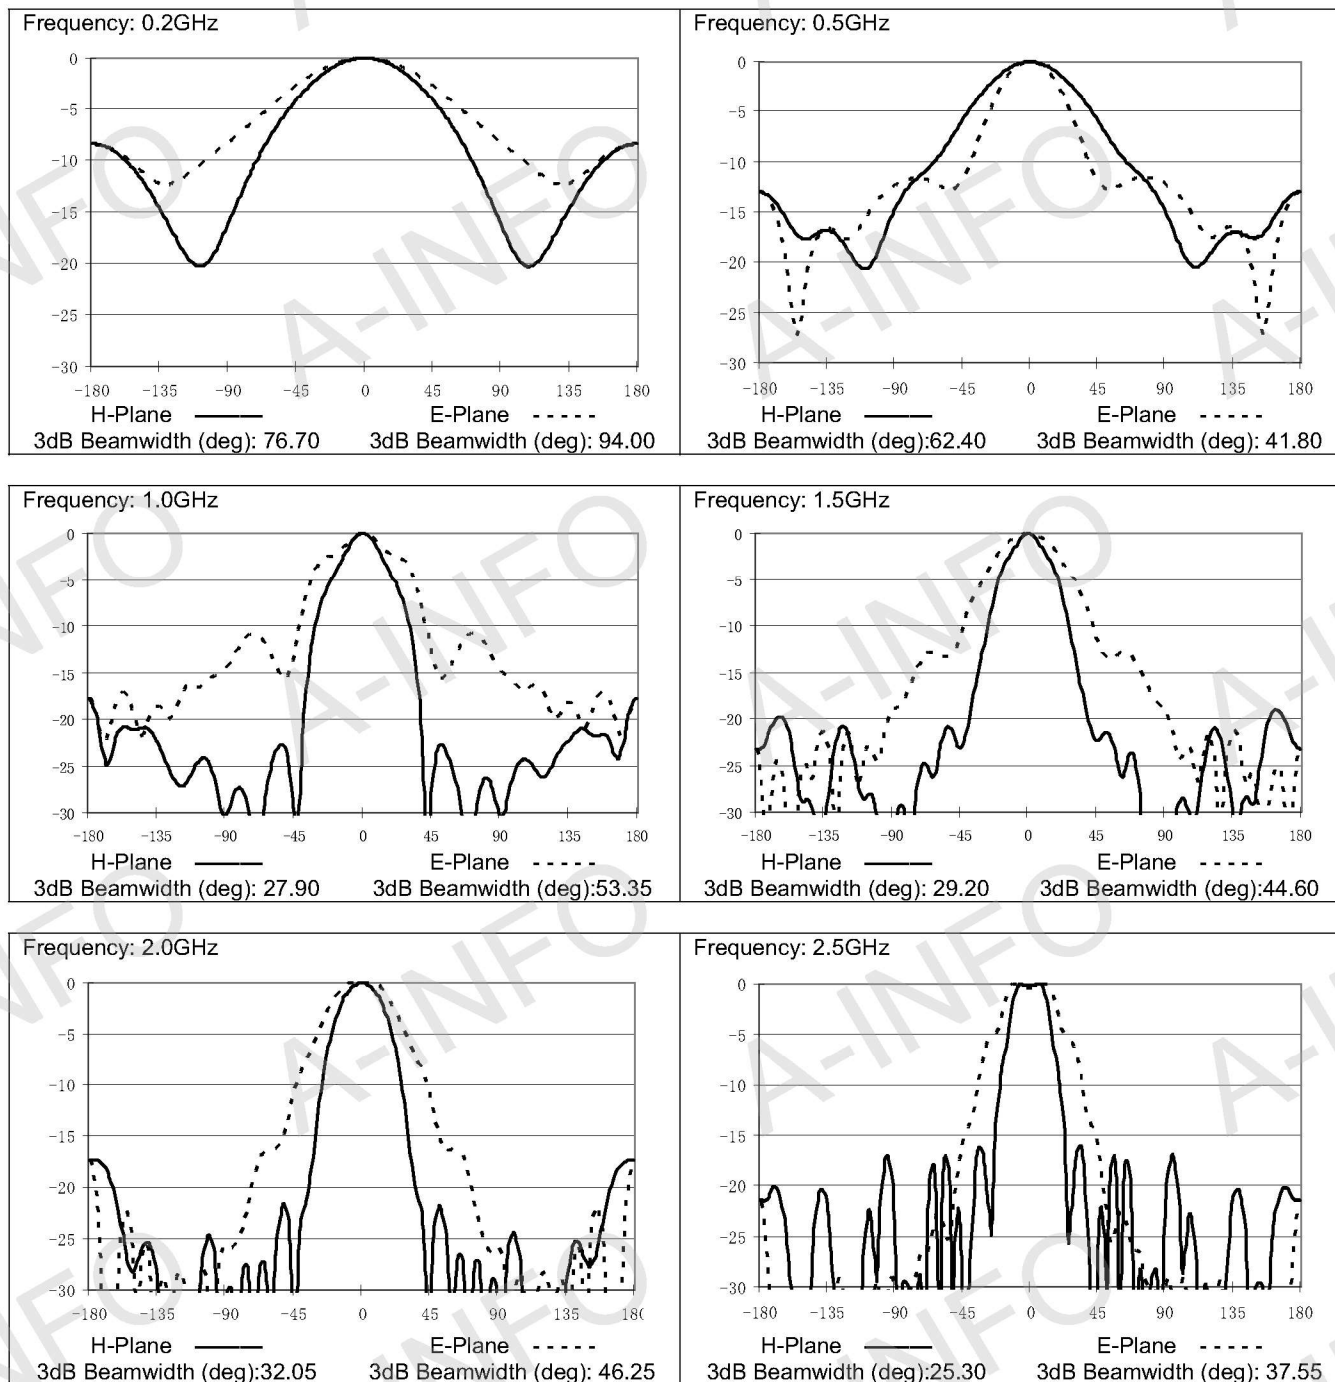 Frequency: 0.2GHz
0
-5
-10
-15
-20
-25
-30
-180 -135 -90 -45 0 45 90 135 180
H-Plane E-Plane
3dB Beamwidth (deg): 76.70 3dB Beamwidth (deg): 94.00
Frequency: 0.5GHz
0
-5
-10
-15
-20
-25
-30
-180 -135 -90 -45 0 45 90 135 180
H-Plane E-Plane
3dB Beamwidth (deg):62.40 3dB Beamwidth (deg): 41.80
Frequency: 1.0GHz
0
-5
-10
-15
-20
-25
-30
-180 -135 -90 -45 0 45 90 135 180
H-Plane E-Plane
3dB Beamwidth (deg): 27.90 3dB Beamwidth (deg):53.35
Frequency: 1.5GHz
0
-5
-10
-15
-20
-25
-30
-180 -135 -90 -45 0 45 90 135 180
H-Plane E-Plane
3dB Beamwidth (deg): 29.20 3dB Beamwidth (deg):44.60
Frequency: 2.0GHz
0
-5
-10
-15
-20
-25
-30
-180 -135 -90 -45 0 45 90 135 180
H-Plane E-Plane
3dB Beamwidth (deg):32.05 3dB Beamwidth (deg): 46.25
Frequency: 2.5GHz
0
-5
-10
-15
-20
-25
-30
-180 -135 -90 -45 0 45 90 135 180
H-Plane E-Plane
3dB Beamwidth (deg):25.30 3dB Beamwidth (deg): 37.55
A-INFO
A-INFO
A-INFO
A-INFO
A-INFO
A-INFO